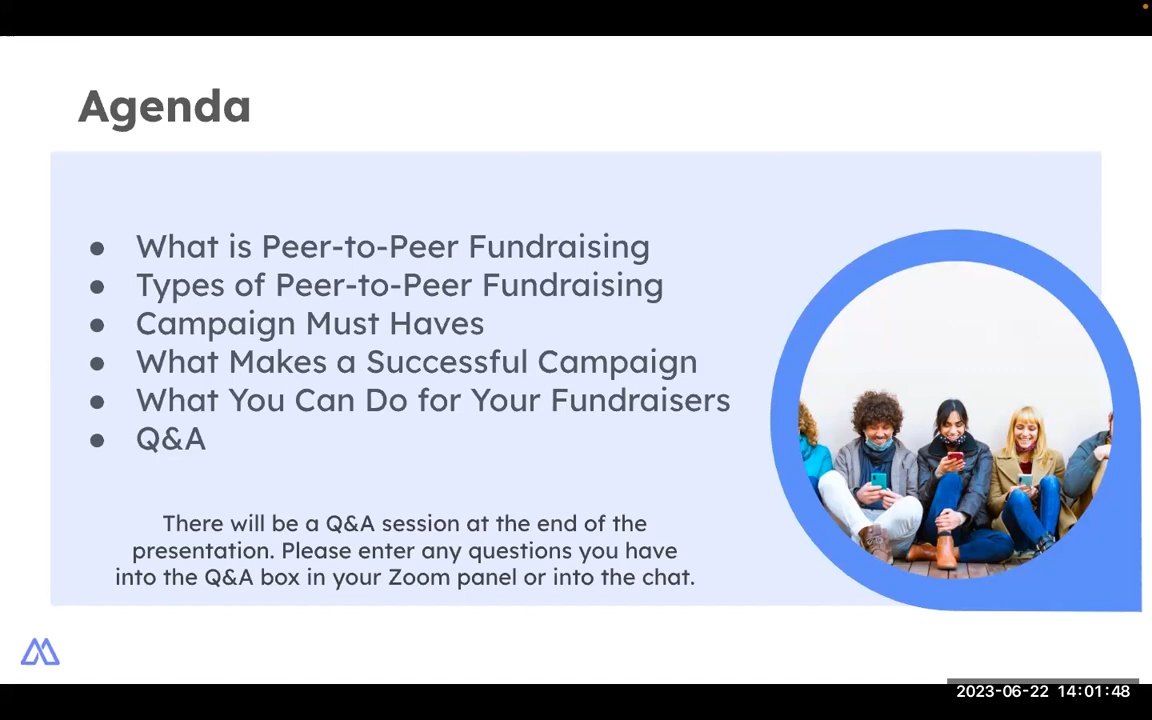 Agenda
● What is Peer-to-Peer Fundraising
● Types of Peer-to-Peer Fundraising
● Campaign Must Haves
● What Makes a Successful Campaign
● What You Can Do for Your Fundraisers
● Q&A
There will be a Q&A session at the end of the
presentation. Please enter any questions you have
into the Q&A box in your Zoom panel or into the chat.
2023-06-22 14:01:48